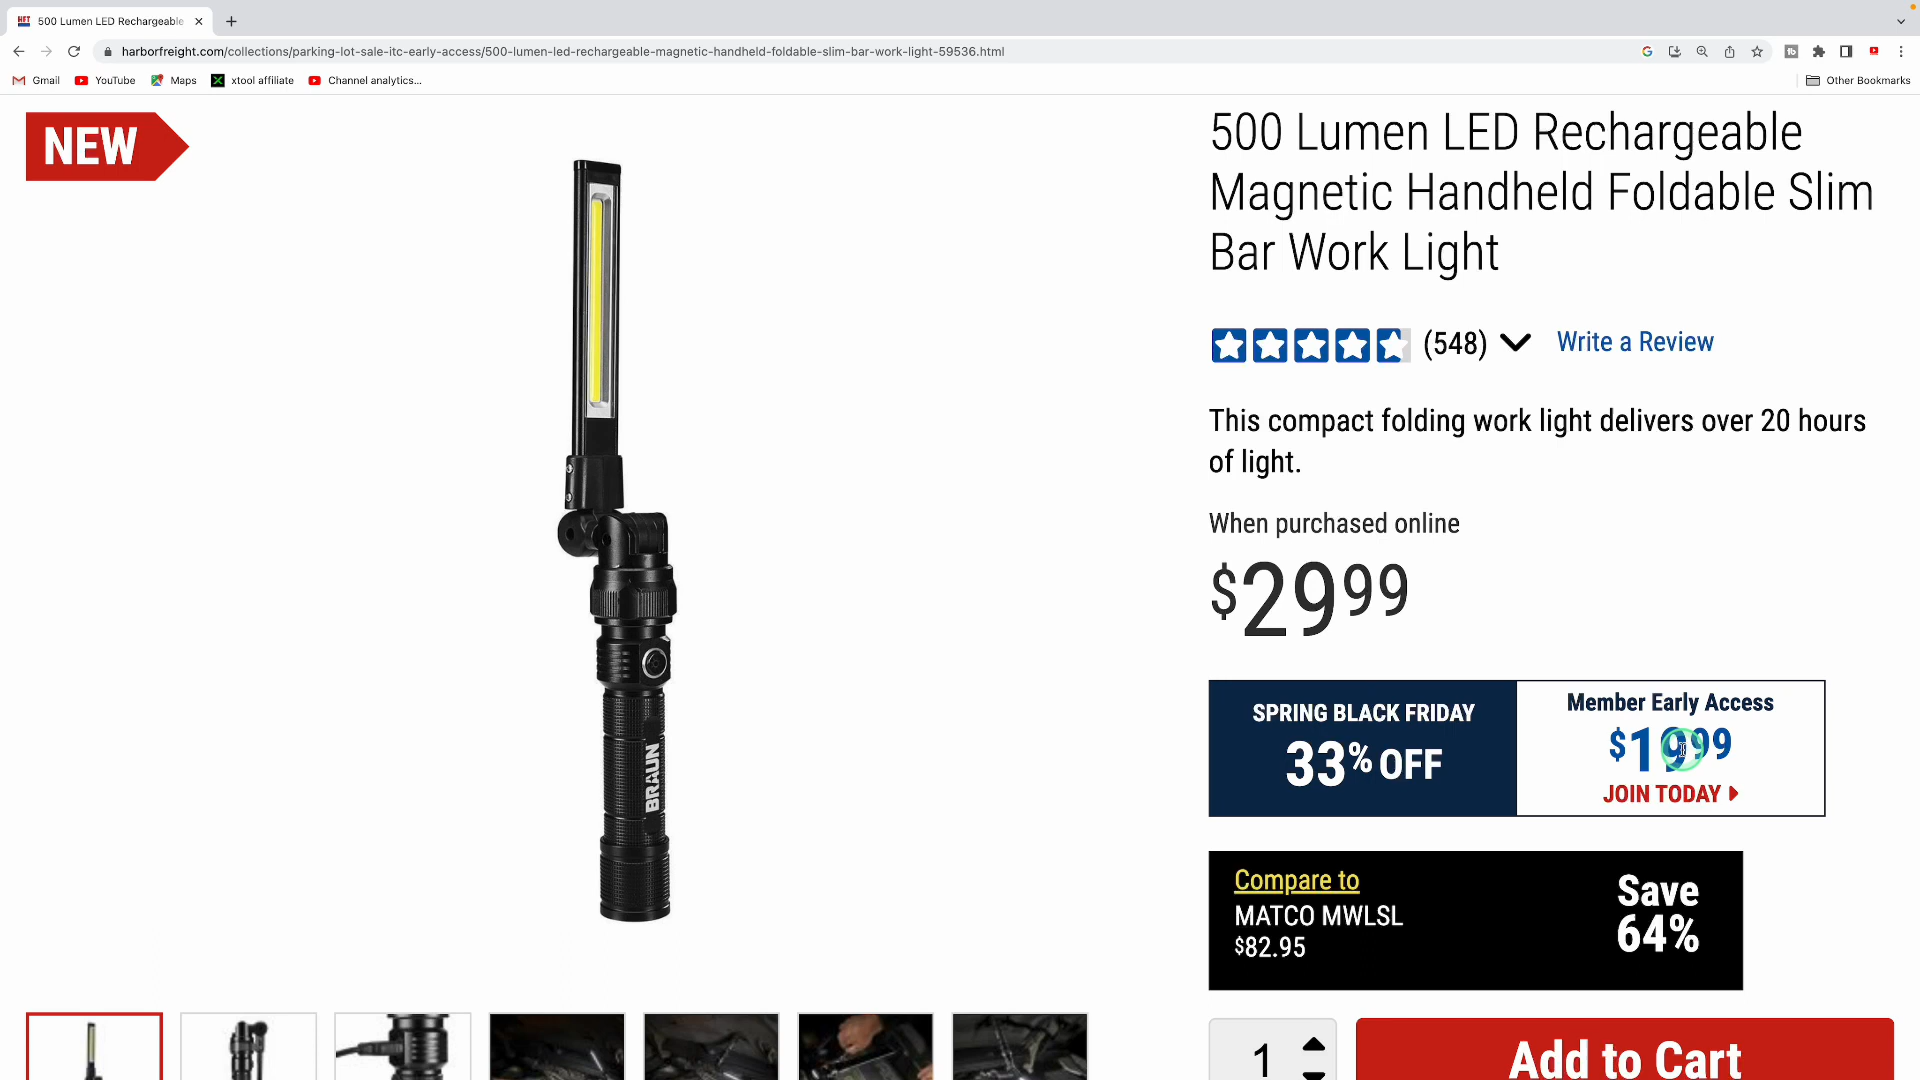 500 Lumen LED Rechargeable
harborfreight.com/collections/parking-lot-sale-itc-early-access/500-lumen-led-rechargeable-magnetic-handheld-foldable-slim-bar-work-light-59536.html
Gmail YouTube Maps xtool affiliate Channel analytics... Other Bookmarks
NEW
500 Lumen LED Rechargeable
Magnetic Handheld Foldable Slim
Bar Work Light
(548) Write a Review
This compact folding work light delivers over 20 hours
of light.
When purchased online
$29 99
SPRING BLACK FRIDAY
33% OFF
Member Early Access
$19 99
JOIN TODAY
BRAUN
Compare to
MATCO MWLSL
$82.95
Save
64%
1
Add to Cart